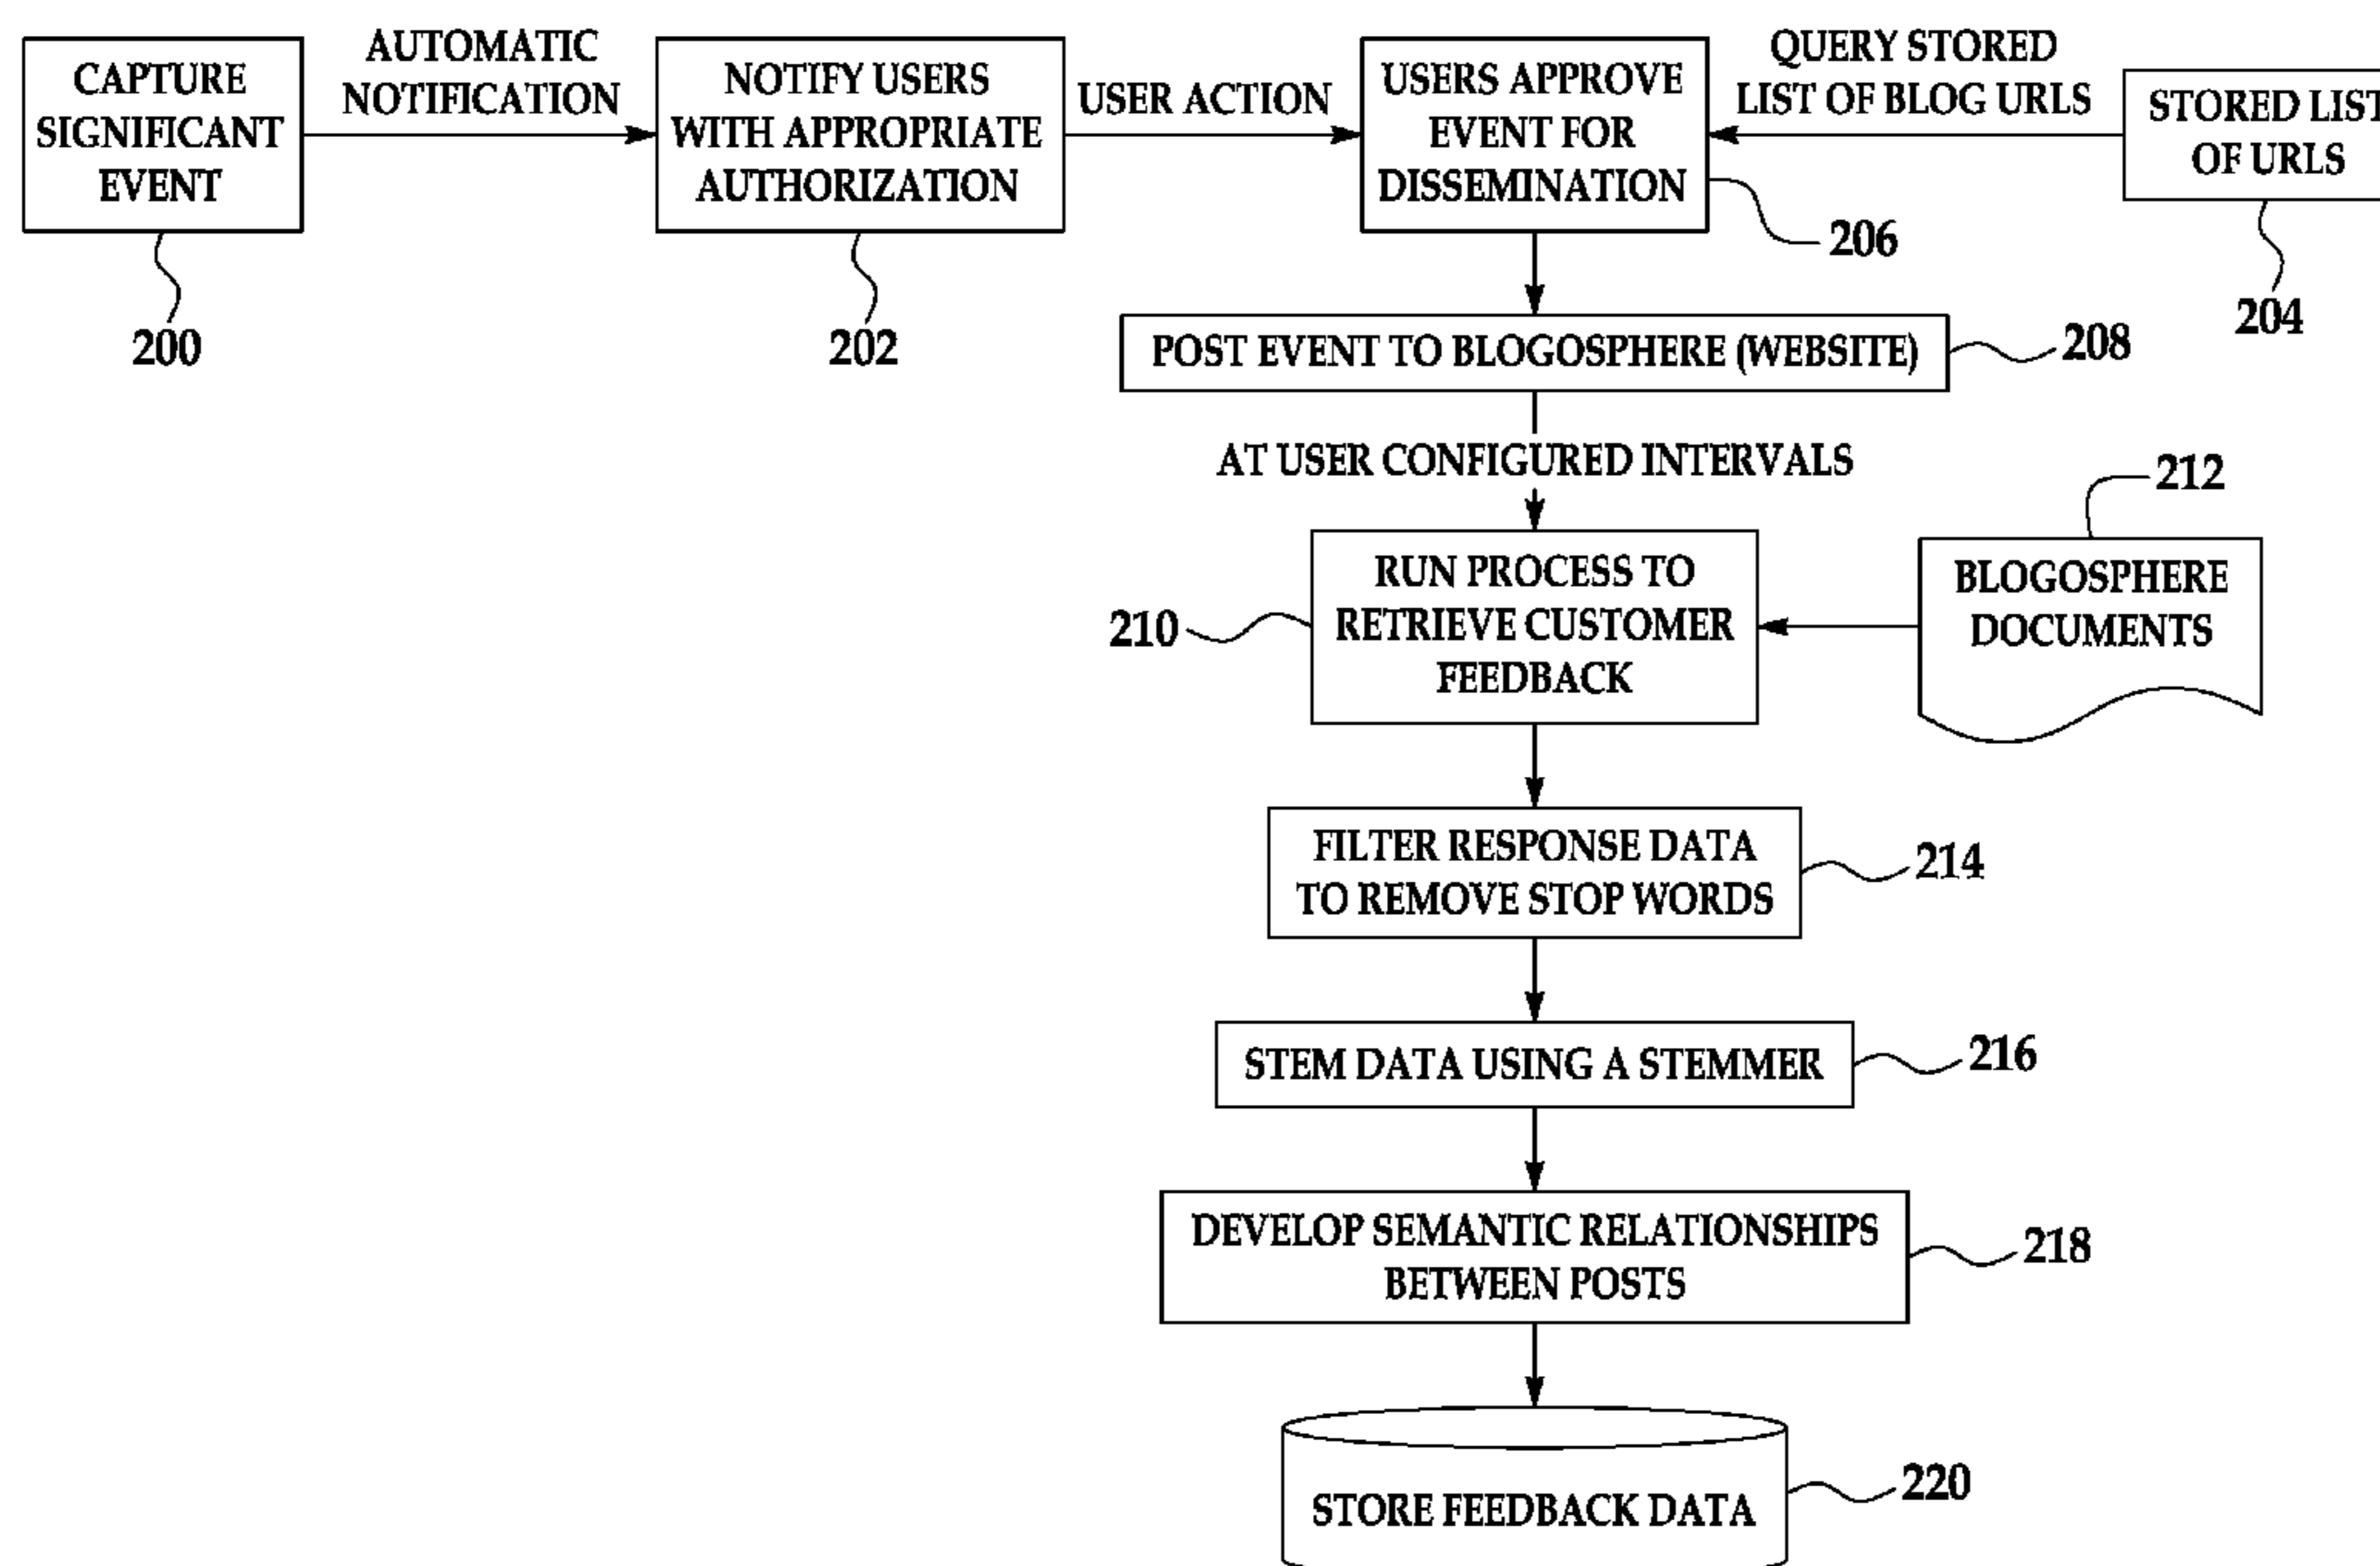 CAPTURE
SIGNIFICANT
EVENT
200
AUTOMATIC
NOTIFICATION
NOTIFY USERS
WITH APPROPRIATE
AUTHORIZATION
202
USER ACTION
USERS APPROVE
EVENT FOR
DISSEMINATION
206
QUERY STORED
LIST OF BLOG URLS
STORED LIST
OF URLS
204
POST EVENT TO BLOGOSPHERE (WEBSITE)
208
AT USER CONFIGURED INTERVALS
210
RUN PROCESS TO
RETRIEVE CUSTOMER
FEEDBACK
212
BLOGOSPHERE
DOCUMENTS
FILTER RESPONSE DATA
TO REMOVE STOP WORDS
214
STEM DATA USING A STEMMER
216
DEVELOP SEMANTIC RELATIONSHIPS
BETWEEN POSTS
218
STORE FEEDBACK DATA
220